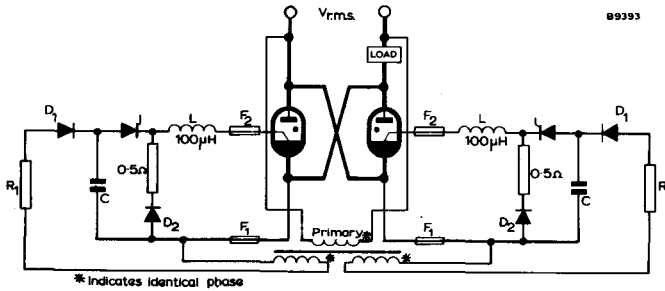 Vr.m.s.
B9393
LOAD
D1
J
L
100µH
F2
F2
L
100µH
J
D1
R1
C
0·5Ω
D2
F1
Primary*
F1
0·5Ω
D2
C
R
*
*
* Indicates identical phase